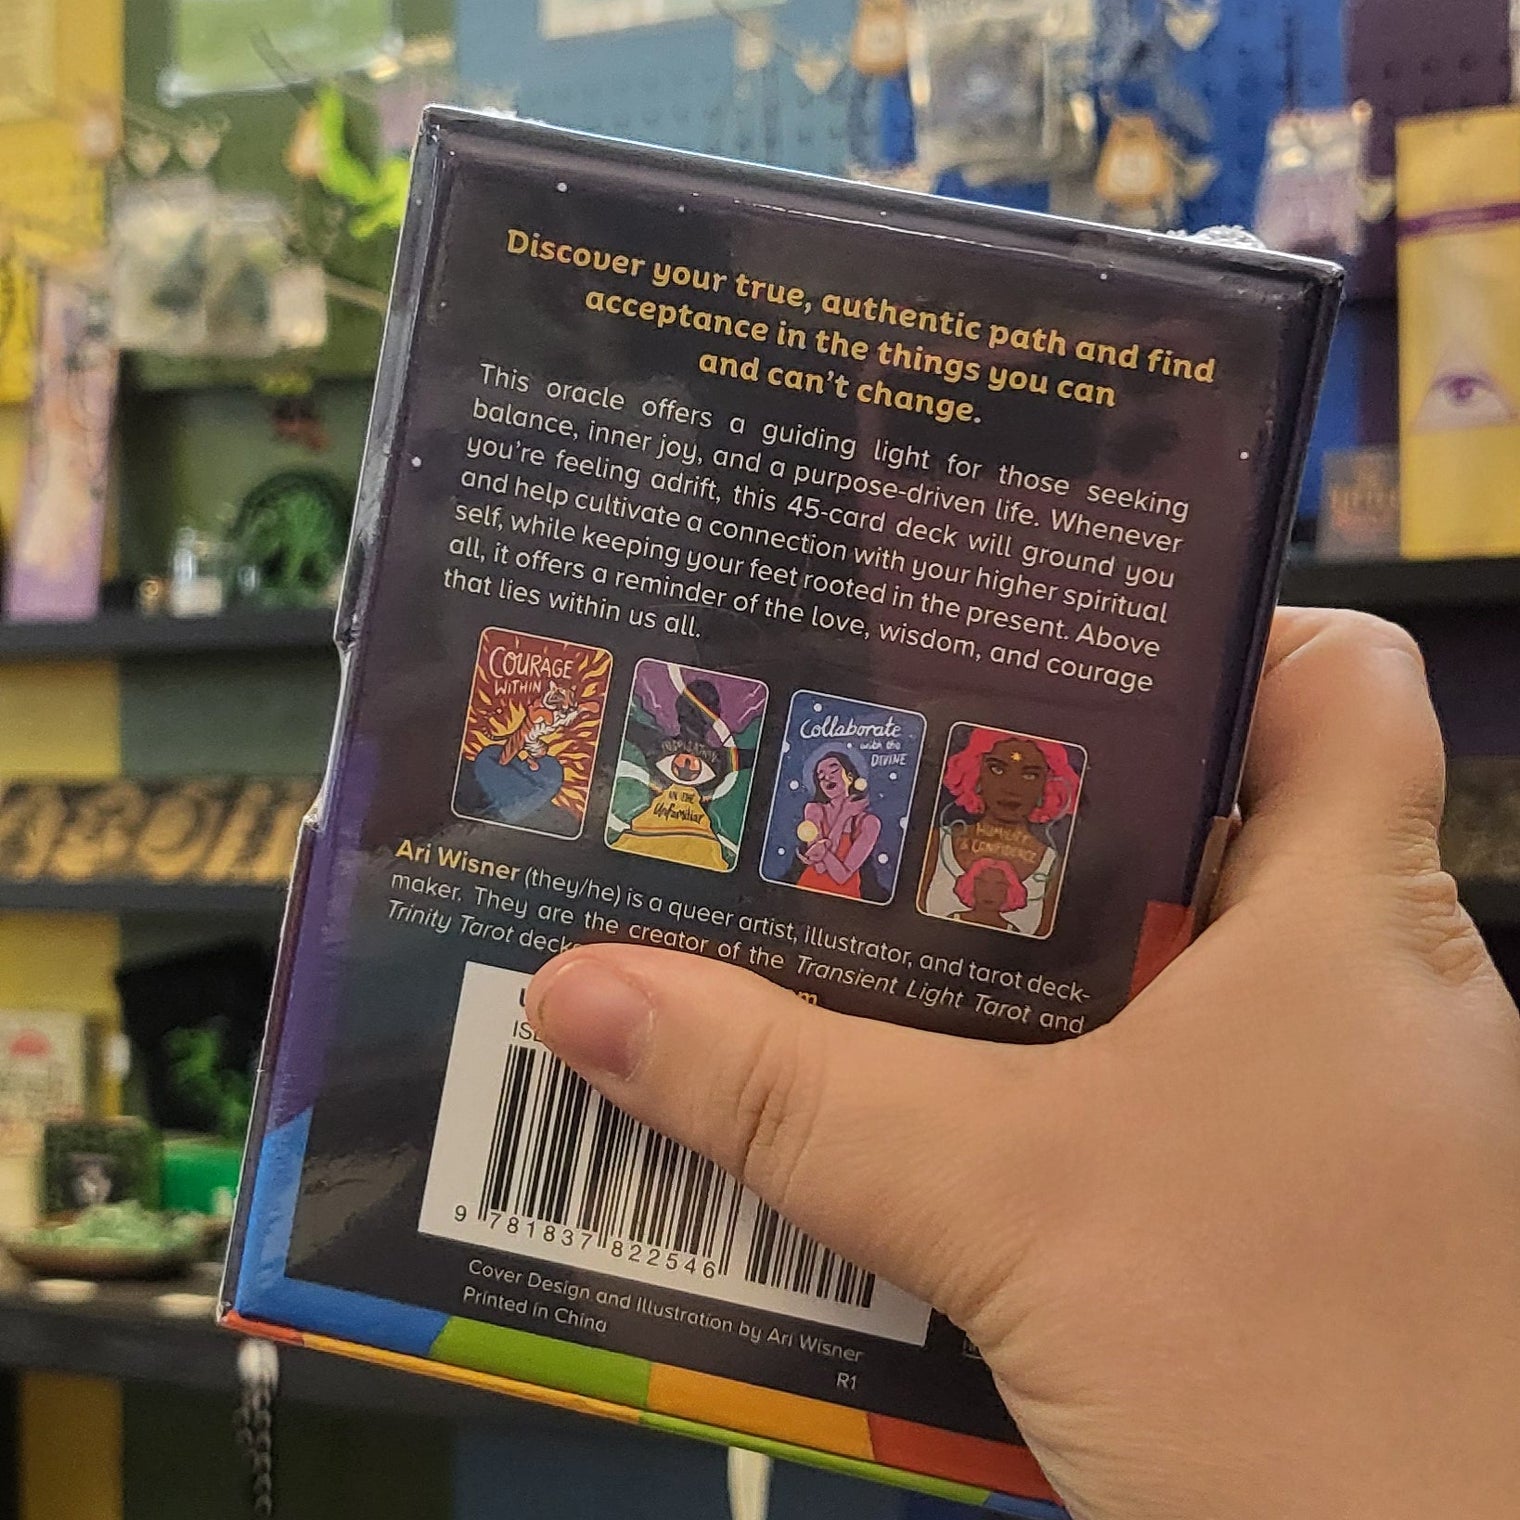 Discover your true, authentic path and find
acceptance in the things you can
and can't change.
This oracle offers a guiding light for those seeking
balance, inner joy, and a purpose-driven life. Whenever
you're feeling adrift, this 45-card deck will ground you
and help cultivate a connection with your higher spiritual
self, while keeping your feet rooted in the present. Above
all, it offers a reminder of the love, wisdom, and courage
that lies within us all.
COURAGE
WITHIN
IN THE
Unfamiliar
Collaborate
with the
DIVINE
HUMILITY
& CONFIDENCE
Ari Wisner (they/he) is a queer artist, illustrator, and tarot deck-
maker. They are the creator of the Transient Light Tarot and
Trinity Tarot decks
9 781837 822546
Cover Design and Illustration by Ari Wisner
Printed in China
R1